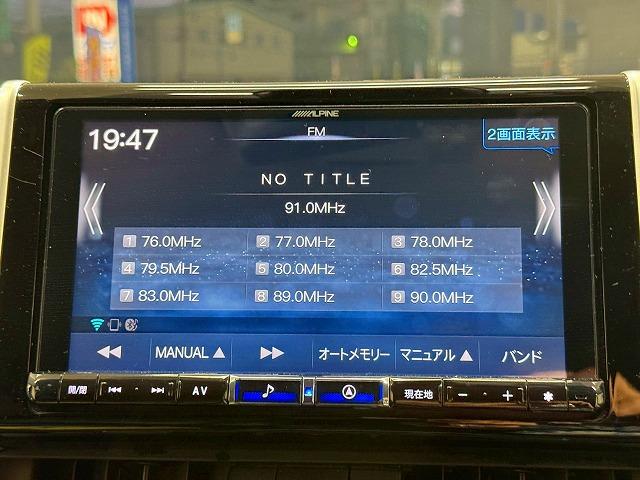 IN
ALPINE
19:47
FM
2画面表示
NO TITLE
91.0MHz
1 76.0MHz 2 77.0MHz 3 78.0MHz
4 79.5MHz 5 80.0MHz 6 82.5MHz
7 83.0MHz 8 89.0MHz 9 90.0MHz
MANUAL ▲ オートメモリー マニュアル ▲ バンド
開/閉 AV 現在地 − +